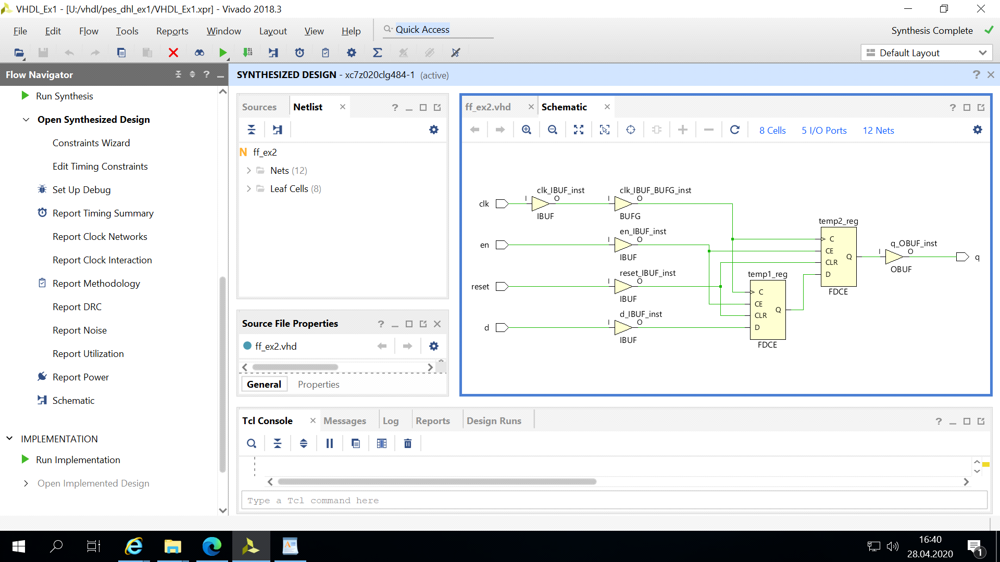 VHDL_Ex1 - [U:/vhdl/pes_dhl_ex1/VHDL_Ex1.xpr] - Vivado 2018.3
File Edit Flow Tools Reports Window Layout View Help Quick Access
Synthesis Complete
Default Layout
Flow Navigator
SYNTHESIZED DESIGN - xc7z020clg484-1 (active)
Run Synthesis
Open Synthesized Design
Constraints Wizard
Edit Timing Constraints
Set Up Debug
Report Timing Summary
Report Clock Networks
Report Clock Interaction
Report Methodology
Report DRC
Report Noise
Report Utilization
Report Power
Schematic
IMPLEMENTATION
Run Implementation
Open Implemented Design
Sources Netlist
N ff_ex2
Nets (12)
Leaf Cells (8)
Source File Properties
ff_ex2.vhd
General Properties
ff_ex2.vhd Schematic
8 Cells 5 I/O Ports 12 Nets
clk_IBUF_inst
clk_IBUF_BUFG_inst
clk
I
O
I
O
IBUF
BUFG
en_IBUF_inst
en
I
O
IBUF
reset_IBUF_inst
reset
I
O
IBUF
d_IBUF_inst
d
I
O
IBUF
temp1_reg
C
CE
CLR
D
Q
FDCE
temp2_reg
C
CE
CLR
D
Q
FDCE
q_OBUF_inst
I
O
OBUF
q
Tcl Console Messages Log Reports Design Runs
Type a Tcl command here
16:40
28.04.2020
1